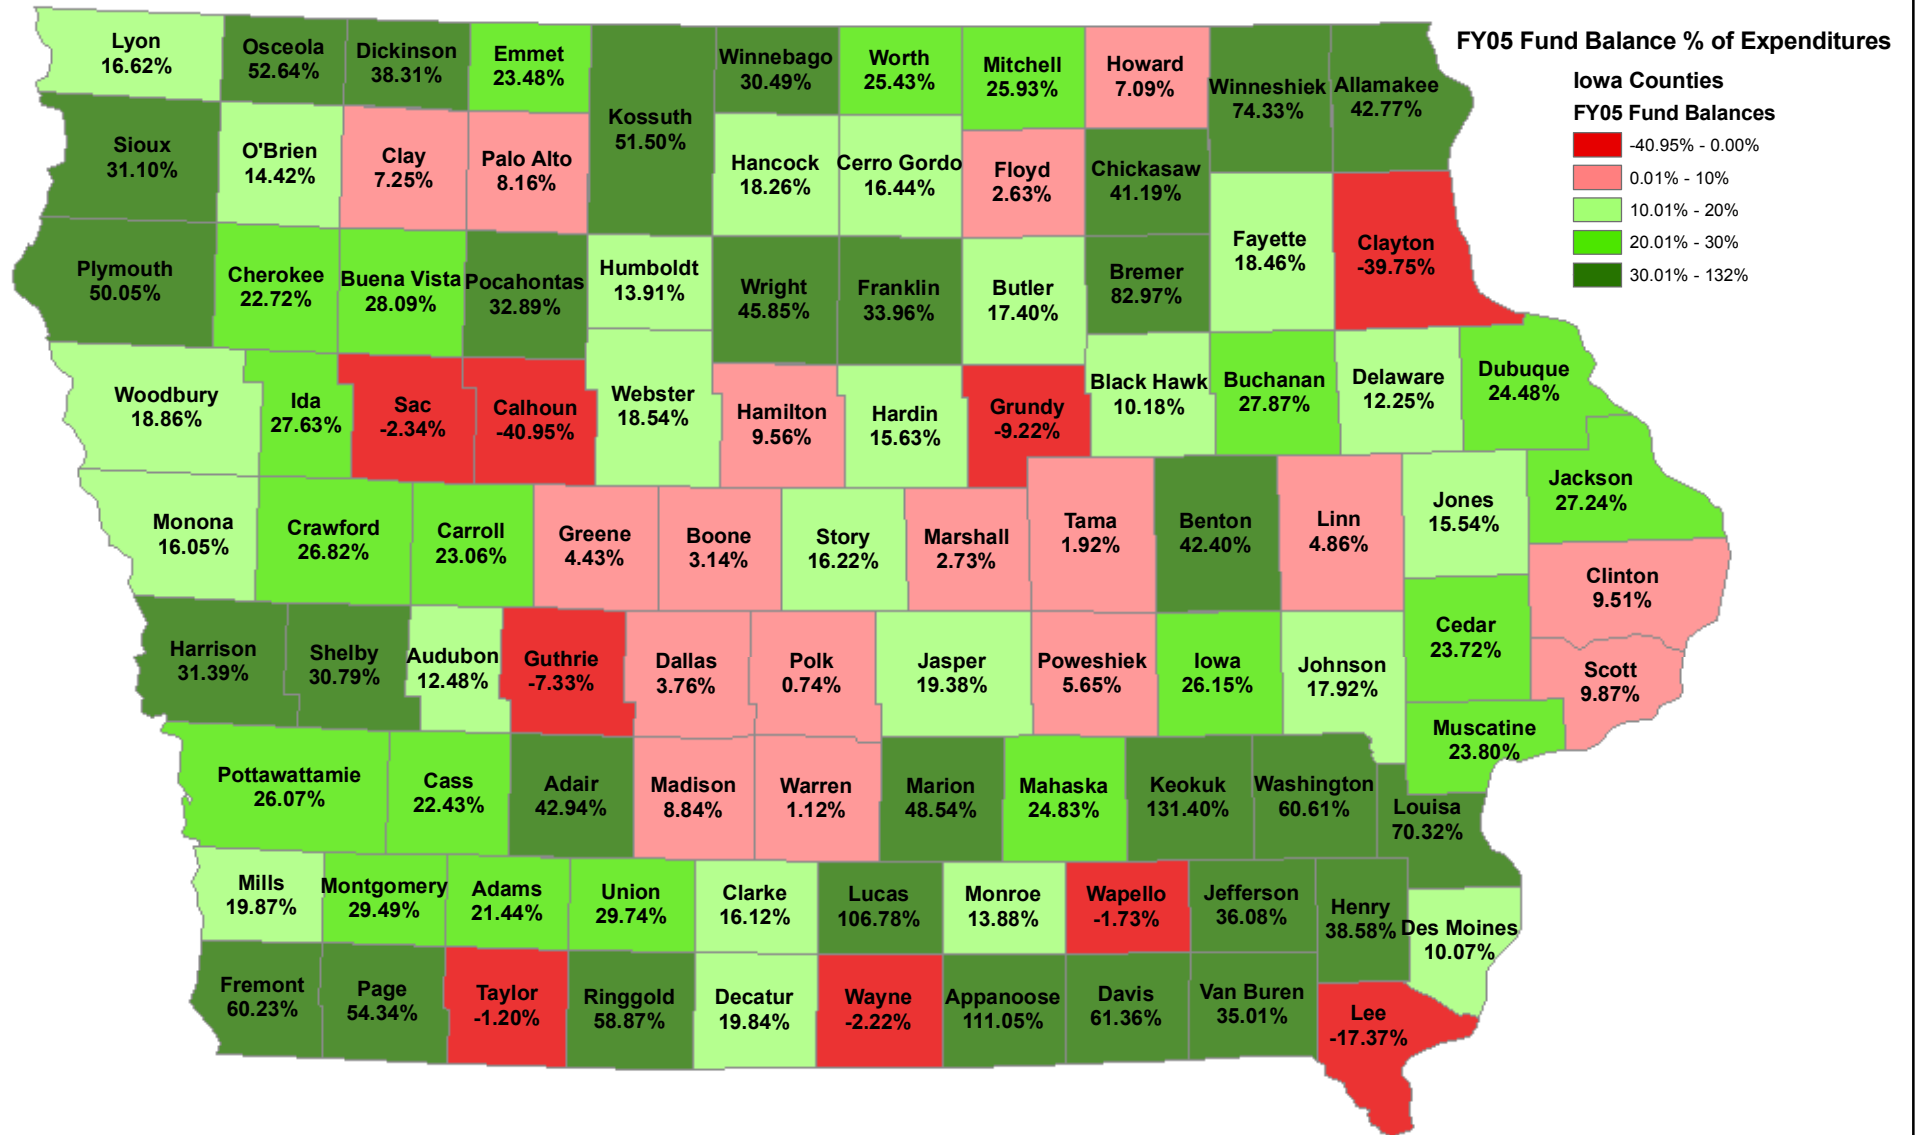 FY05 Fund Balance % of Expenditures
Iowa Counties
FY05 Fund Balances
-40.95% - 0.00%
0.01% - 10%
10.01% - 20%
20.01% - 30%
30.01% - 132%
Lyon
16.62%
Osceola
52.64%
Dickinson
38.31%
Emmet
23.48%
Kossuth
51.50%
Winnebago
30.49%
Worth
25.43%
Mitchell
25.93%
Howard
7.09%
Winneshiek
74.33%
Allamakee
42.77%
Sioux
31.10%
O'Brien
14.42%
Clay
7.25%
Palo Alto
8.16%
Hancock
18.26%
Cerro Gordo
16.44%
Floyd
2.63%
Chickasaw
41.19%
Fayette
18.46%
Clayton
-39.75%
Plymouth
50.05%
Cherokee
22.72%
Buena Vista
28.09%
Pocahontas
32.89%
Humboldt
13.91%
Wright
45.85%
Franklin
33.96%
Butler
17.40%
Bremer
82.97%
Woodbury
18.86%
Ida
27.63%
Sac
-2.34%
Calhoun
-40.95%
Webster
18.54%
Hamilton
9.56%
Hardin
15.63%
Grundy
-9.22%
Black Hawk
10.18%
Buchanan
27.87%
Delaware
12.25%
Dubuque
24.48%
Monona
16.05%
Crawford
26.82%
Carroll
23.06%
Greene
4.43%
Boone
3.14%
Story
16.22%
Marshall
2.73%
Tama
1.92%
Benton
42.40%
Linn
4.86%
Jones
15.54%
Jackson
27.24%
Clinton
9.51%
Harrison
31.39%
Shelby
30.79%
Audubon
12.48%
Guthrie
-7.33%
Dallas
3.76%
Polk
0.74%
Jasper
19.38%
Poweshiek
5.65%
Iowa
26.15%
Johnson
17.92%
Cedar
23.72%
Scott
9.87%
Muscatine
23.80%
Pottawattamie
26.07%
Cass
22.43%
Adair
42.94%
Madison
8.84%
Warren
1.12%
Marion
48.54%
Mahaska
24.83%
Keokuk
131.40%
Washington
60.61%
Louisa
70.32%
Mills
19.87%
Montgomery
29.49%
Adams
21.44%
Union
29.74%
Clarke
16.12%
Lucas
106.78%
Monroe
13.88%
Wapello
-1.73%
Jefferson
36.08%
Henry
38.58%
Des Moines
10.07%
Fremont
60.23%
Page
54.34%
Taylor
-1.20%
Ringgold
58.87%
Decatur
19.84%
Wayne
-2.22%
Appanoose
111.05%
Davis
61.36%
Van Buren
35.01%
Lee
-17.37%